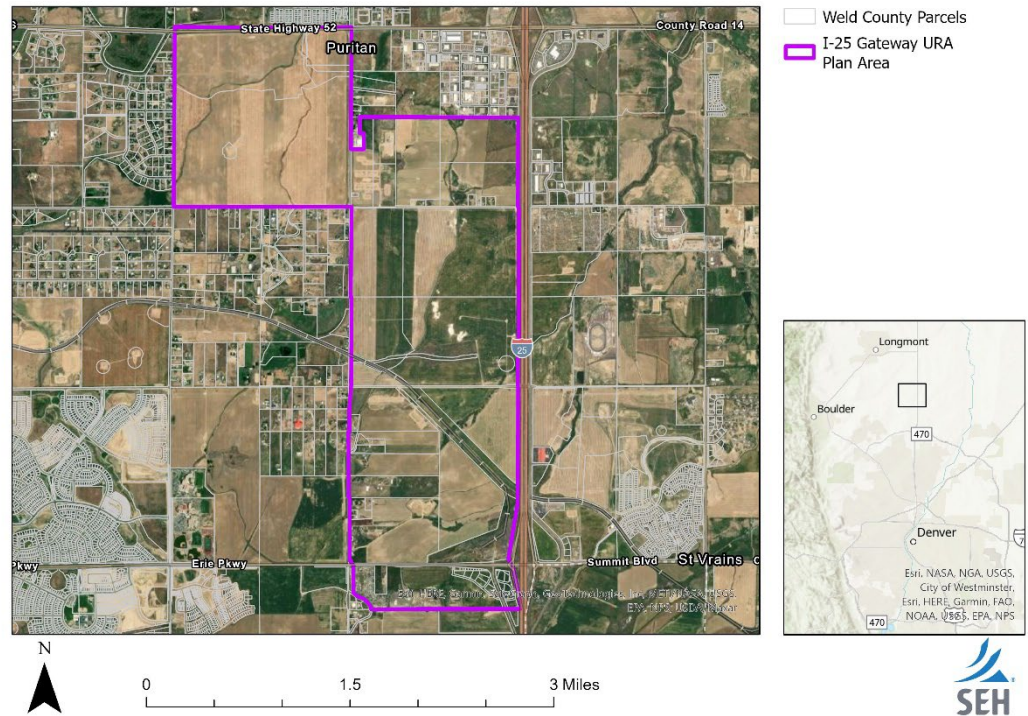 State Highway 52
County Road 14
Puritan
25
Pkwy
Erie Pkwy
Summit Blvd
St Vrains
Weld County Parcels
I-25 Gateway URA
Plan Area
Longmont
Boulder
470
Denver
Esri, NASA, NGA, USGS,
City of Westminster,
Esri, HERE, Garmin, FAO,
NOAA, USGS, EPA, NPS
470
N
0
1.5
3 Miles
SEH